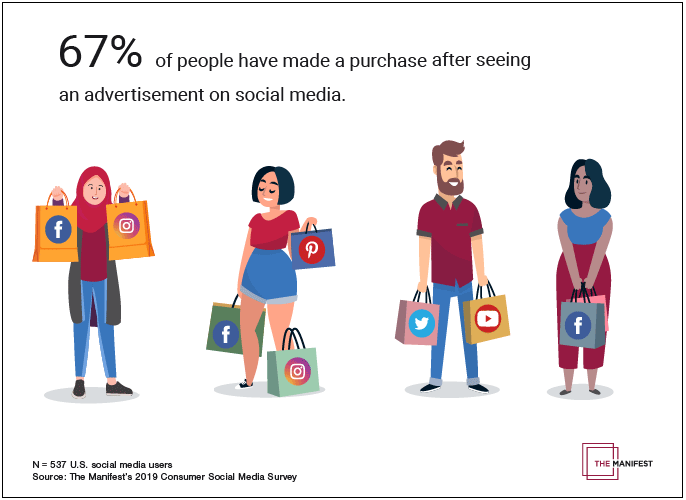 67% of people have made a purchase after seeing
an advertisement on social media.
N = 537 U.S. social media users
Source: The Manifest's 2019 Consumer Social Media Survey
THE MANIFEST